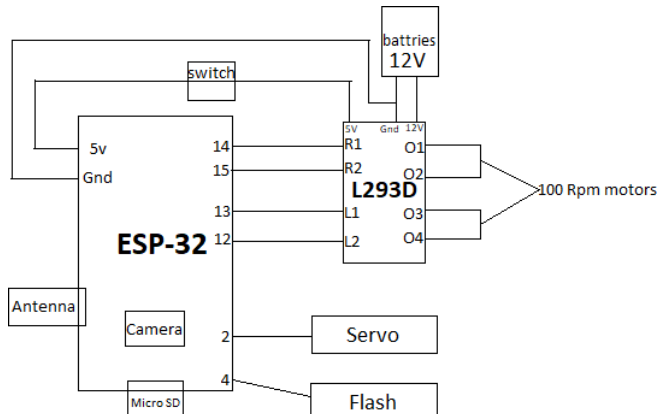 battries
12V
switch
5V Gnd 12V
5v
Gnd
14
15
13
12
R1
R2
L1
L2
L293D
O1
O2
O3
O4
100 Rpm motors
ESP-32
Antenna
Camera
2
Servo
4
Micro SD
Flash